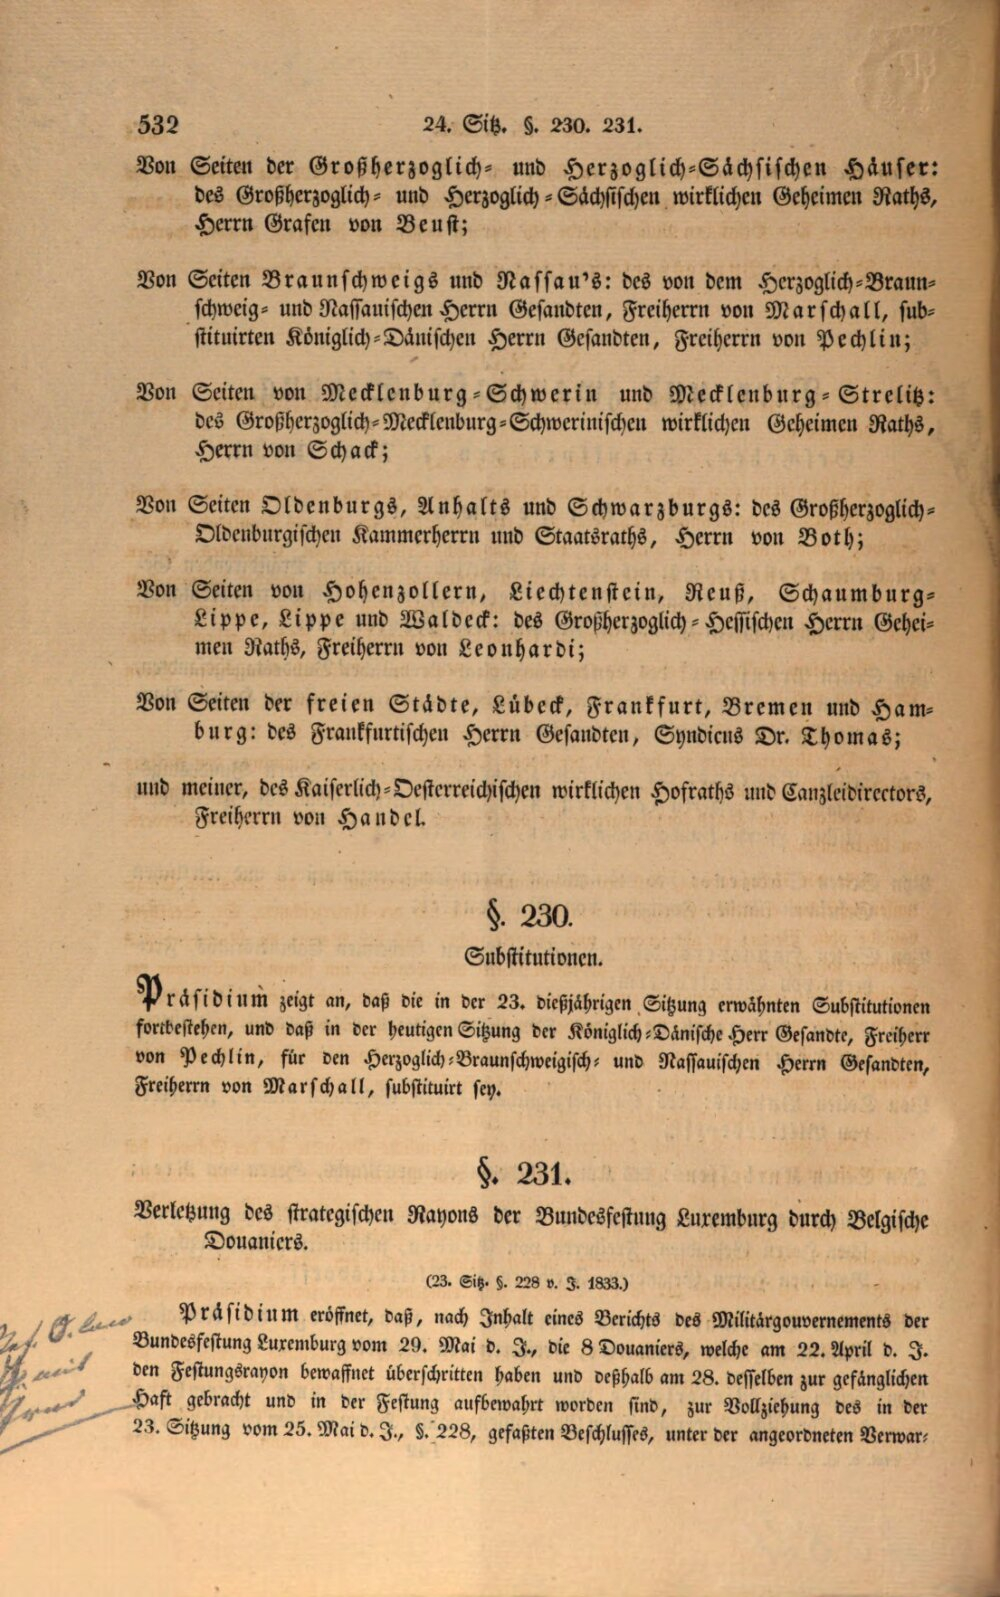 532
24. Sitz. §. 230. 231.
Von Seiten der Großherzoglich- und Herzoglich-Sächsischen Häuser:
des Großherzoglich- und Herzoglich-Sächsischen wirklichen Geheimen Raths,
Herrn Grafen von Beust;
Von Seiten Braunschweigs und Nassau's: des von dem Herzoglich-Braun-
schweig- und Nassauischen Herrn Gesandten, Freiherrn von Marschall, sub-
stituirten Königlich-Dänischen Herrn Gesandten, Freiherrn von Pechlin;
Von Seiten von Mecklenburg-Schwerin und Mecklenburg-Strelitz:
des Großherzoglich-Mecklenburg-Schwerinischen wirklichen Geheimen Raths,
Herrn von Schack;
Von Seiten Oldenburgs, Anhalts und Schwarzburgs: des Großherzoglich-
Oldenburgischen Kammerherrn und Staatsraths, Herrn von Both;
Von Seiten von Hohenzollern, Liechtenstein, Reuß, Schaumburg-
Lippe, Lippe und Waldeck: des Großherzoglich-Hessischen Herrn Gehei-
men Raths, Freiherrn von Leonhardi;
Von Seiten der freien Städte, Lübeck, Frankfurt, Bremen und Ham-
burg: des Frankfurtischen Herrn Gesandten, Syndicus Dr. Thomas;
und meiner, des Kaiserlich-Oesterreichischen wirklichen Hofraths und Canzleidirectors,
Freiherrn von Handel.
§. 230.
Substitutionen.
Präsidium zeigt an, daß die in der 23. dießjährigen Sitzung erwähnten Substitutionen
fortbestehen, und daß in der heutigen Sitzung der Königlich-Dänische Herr Gesandte, Freiherr
von Pechlin, für den Herzoglich-Braunschweigisch- und Nassauischen Herrn Gesandten,
Freiherrn von Marschall, substituirt sey.
§. 231.
Verletzung des strategischen Rayons der Bundesfestung Luxemburg durch Belgische
Douaniers.
(23. Sitz. §. 228 v. J. 1833.)
Präsidium eröffnet, daß, nach Inhalt eines Berichts des Militärgouvernements der
Bundesfestung Luxemburg vom 29. Mai d. J., die 8 Douaniers, welche am 22. April d. J.
den Festungsrayon bewaffnet überschritten haben und deßhalb am 28. desselben zur gefänglichen
Haft gebracht und in der Festung aufbewahrt worden sind, zur Vollziehung des in der
23. Sitzung vom 25. Mai d. J., §. 228, gefaßten Beschlusses, unter der angeordneten Verwar-